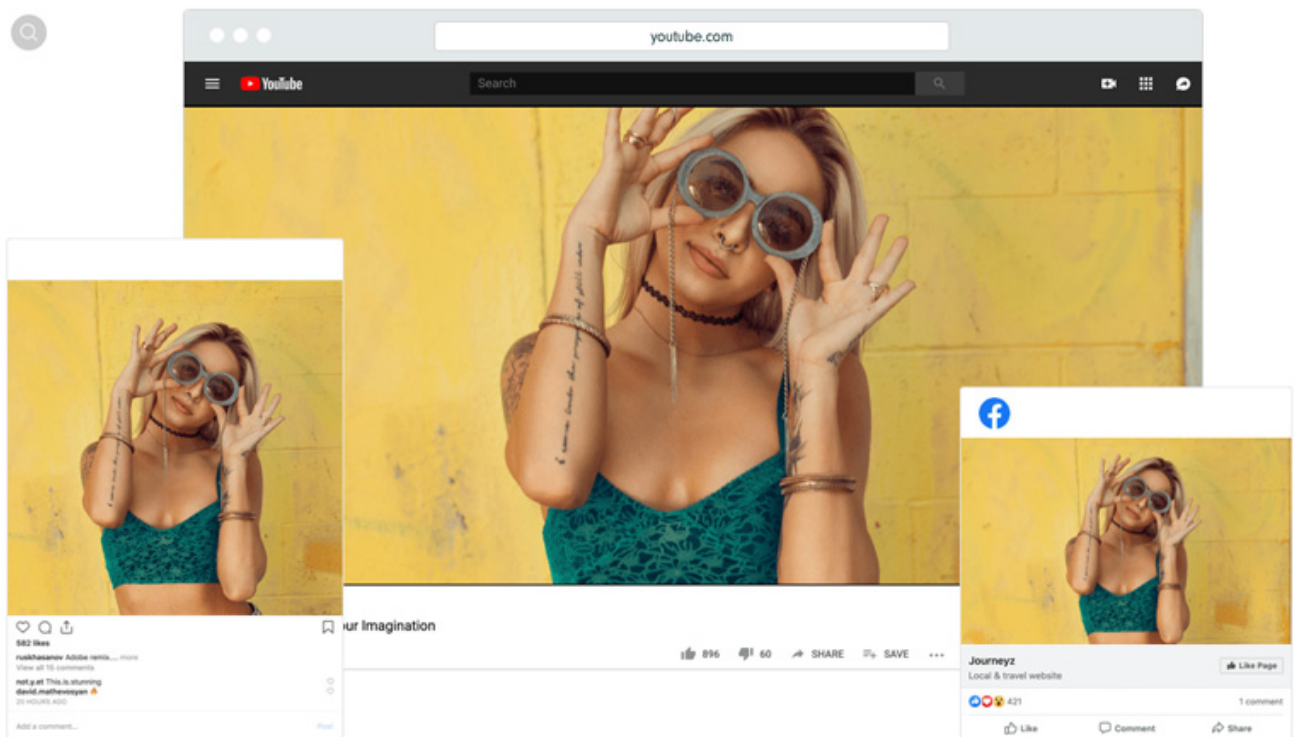 youtube.com
YouTube
Search
our Imagination
896
60
SHARE
SAVE
582 likes
ruskhasanov Adobe remix.... more
View all 15 comments
not.y.et This.is.stunning
david.mathevosyan
20 HOURS AGO
Add a comment...
Post
Journeyz
Local & travel website
Like Page
421
1 comment
Like
Comment
Share